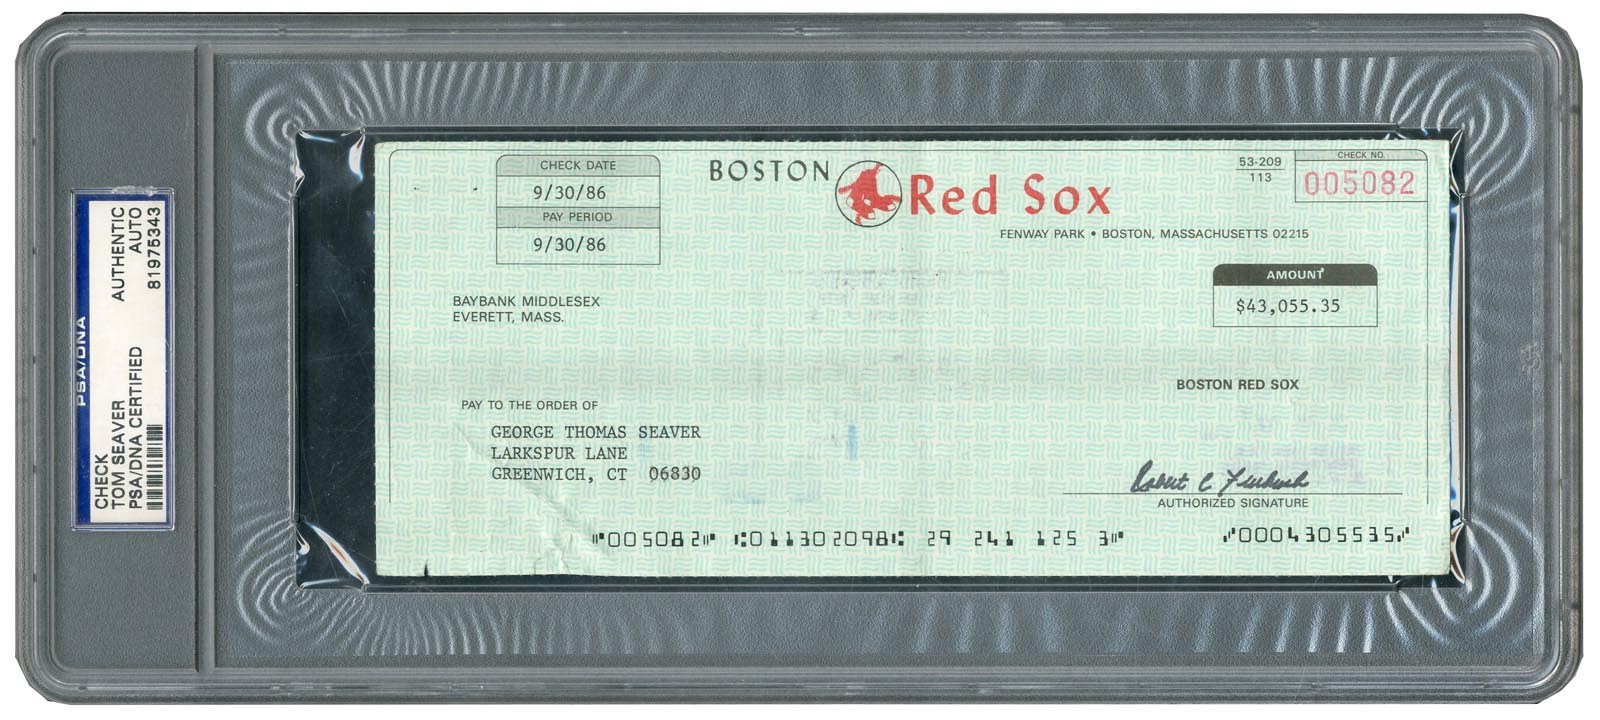 PSA/DNA
CHECK
TOM SEAVER
PSA/DNA CERTIFIED
AUTHENTIC
AUTO
81975343
CHECK DATE
9/30/86
PAY PERIOD
9/30/86
BOSTON Red Sox
FENWAY PARK • BOSTON, MASSACHUSETTS 02215
53-209
113
CHECK NO.
005082
AMOUNT
$43,055.35
BAYBANK MIDDLESEX
EVERETT, MASS.
BOSTON RED SOX
PAY TO THE ORDER OF
GEORGE THOMAS SEAVER
LARKSPUR LANE
GREENWICH, CT 06830
AUTHORIZED SIGNATURE
⑈005082⑈ ⑆011302098⑆ 29 241 125 3⑈ ⑈0004305535⑈